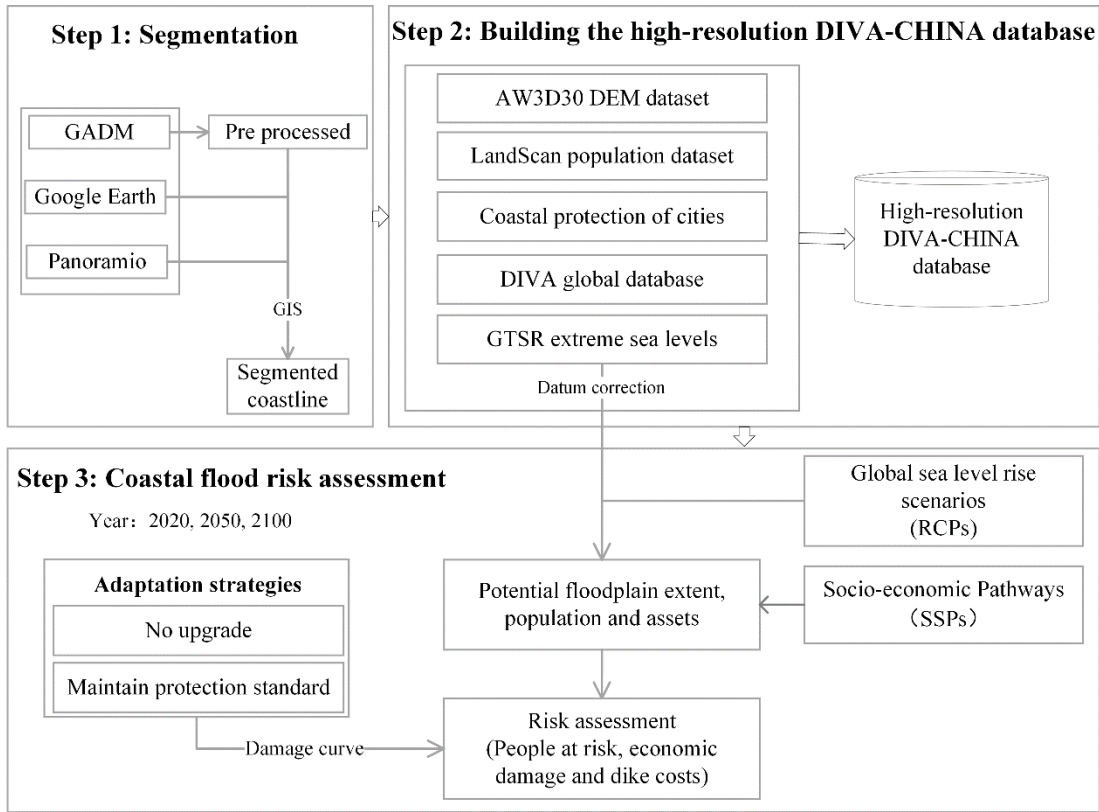 Step 1: Segmentation
GADM
Pre processed
Google Earth
Panoramio
GIS
Segmented
coastline
Step 2: Building the high-resolution DIVA-CHINA database
AW3D30 DEM dataset
LandScan population dataset
Coastal protection of cities
DIVA global database
GTSR extreme sea levels
Datum correction
High-resolution
DIVA-CHINA
database
Step 3: Coastal flood risk assessment
Year：2020, 2050, 2100
Adaptation strategies
No upgrade
Maintain protection standard
Damage curve
Global sea level rise
scenarios
(RCPs)
Potential floodplain extent,
population and assets
Socio-economic Pathways
（SSPs）
Risk assessment
(People at risk, economic
damage and dike costs)